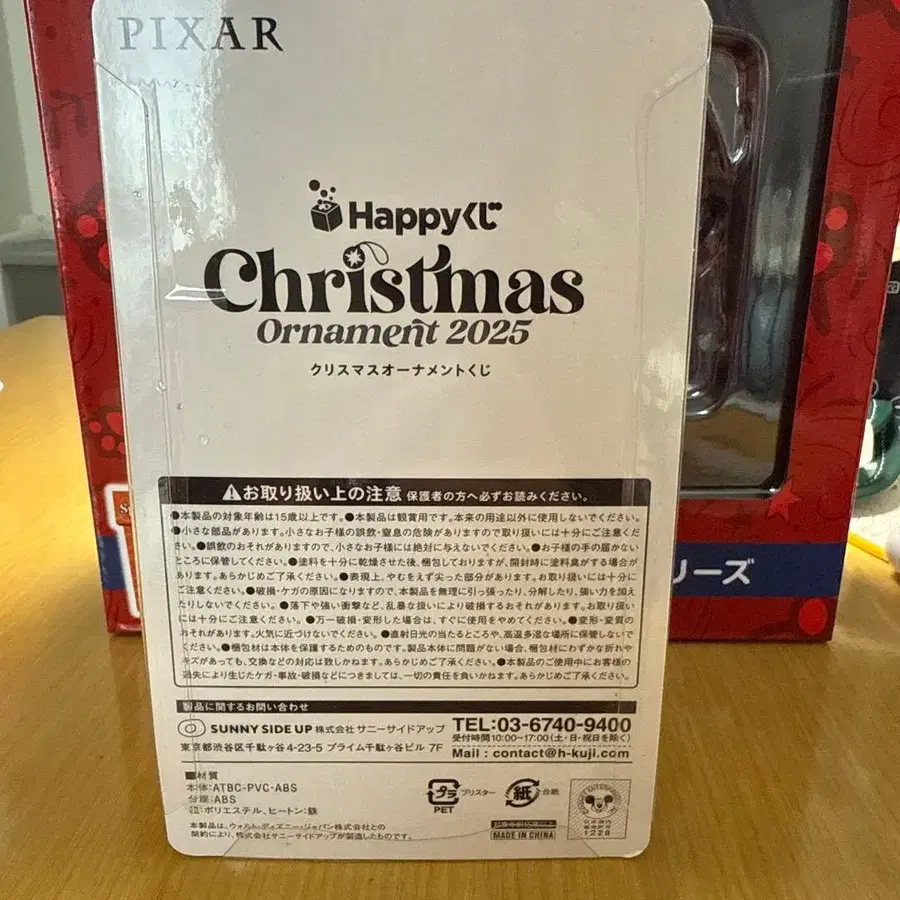 PIXAR
Happyくじ
Christmas
Ornament 2025
クリスマスオーナメントくじ
⚠お取り扱い上の注意 保護者の方へ必ずお読みください。
●本製品の対象年齢は15歳以上です。●本製品は観賞用です。本来の用途以外に使用しないでください。
●小さな部品があります。小さなお子様の誤飲・窒息の危険がありますので取り扱いには十分にご注意くだ
さい。●誤飲のおそれがありますので、小さなお子様には絶対に与えないでください。●お子様の手の届かない
ところに保管してください。●塗料を十分に乾燥させた後、梱包しておりますが、開封時に塗料臭がする場合が
あります。あらかじめご了承ください。●表現上、やむをえず尖った部分があります。お取り扱いには十分に
ご注意ください。●破損・ケガの原因になりますので、本製品を無理に引っ張ったり、分解したり、強い力を加え
たりしないでください。●落下や強い衝撃など、乱暴な扱いにより破損するおそれがあります。お取り扱い
には十分にご注意ください。●万一破損・変形した場合は、すぐに使用をやめてください。●変形・変質の
おそれがあります。火気に近づけないでください。●直射日光の当たるところや、高温多湿な場所に保管しないで
ください。●梱包材は本体を保護するためのものです。製品本体に問題がない場合、梱包材にわずかな折れや
キズがあっても、交換などの対応は致しかねます。あらかじめご了承ください。●本製品のご使用中にお客様の
過失により生じたケガ・事故・破損などにつきましては、一切の責任を負いかねます。あらかじめご了承ください。
リーズ
製品に関するお問い合わせ
SUNNY SIDE UP 株式会社 サニーサイドアップ
東京都渋谷区千駄ヶ谷4-23-5 プライム千駄ヶ谷ビル 7F
TEL:03-6740-9400
受付時間10:00~17:00(土・日・祝日を除く)
Mail : contact@h-kuji.com
■材質
本体:ATBC-PVC・ABS
台座:ABS
紐:ポリエステル、ヒートン:鉄
本製品は、ウォルト・ディズニー・ジャパン株式会社との
契約により、株式会社サニーサイドアップが製造したものです。
プラ
PET
ブリスター
紙
台紙
MADE IN CHINA
1228